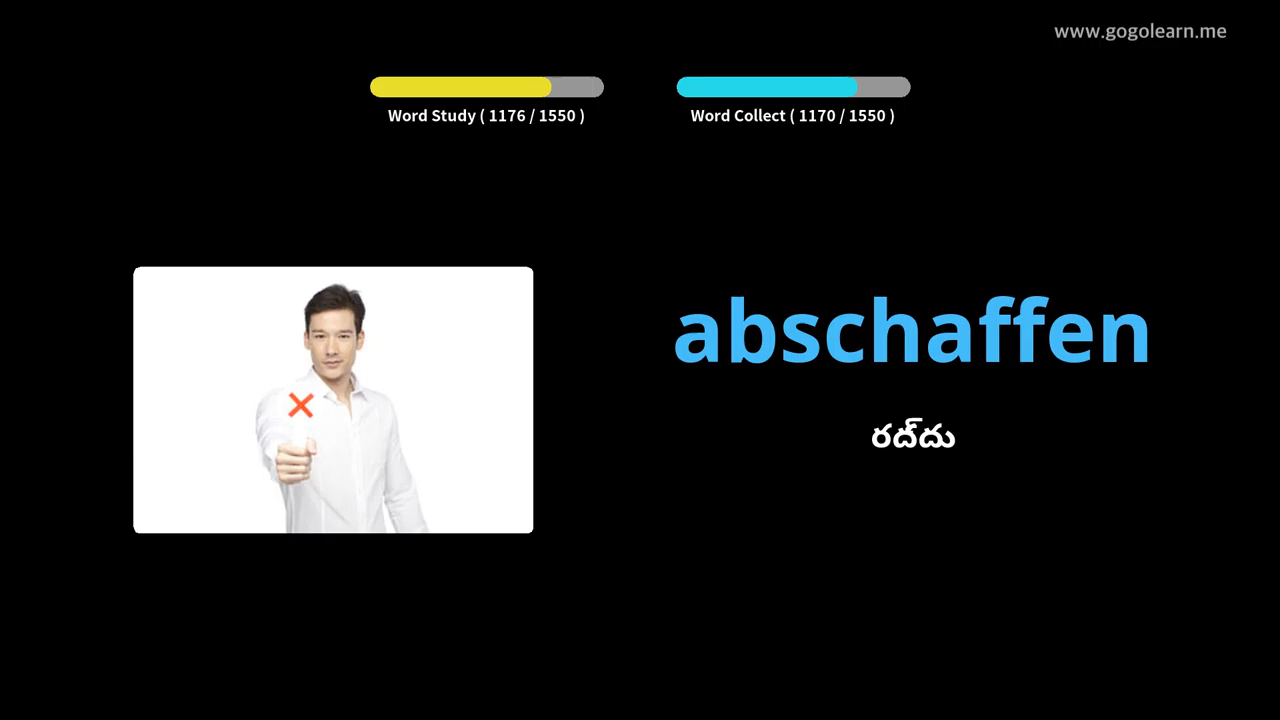 www.gogolearn.me
Word Study ( 1176 / 1550 )
Word Collect ( 1170 / 1550 )
abschaffen
రద్దు